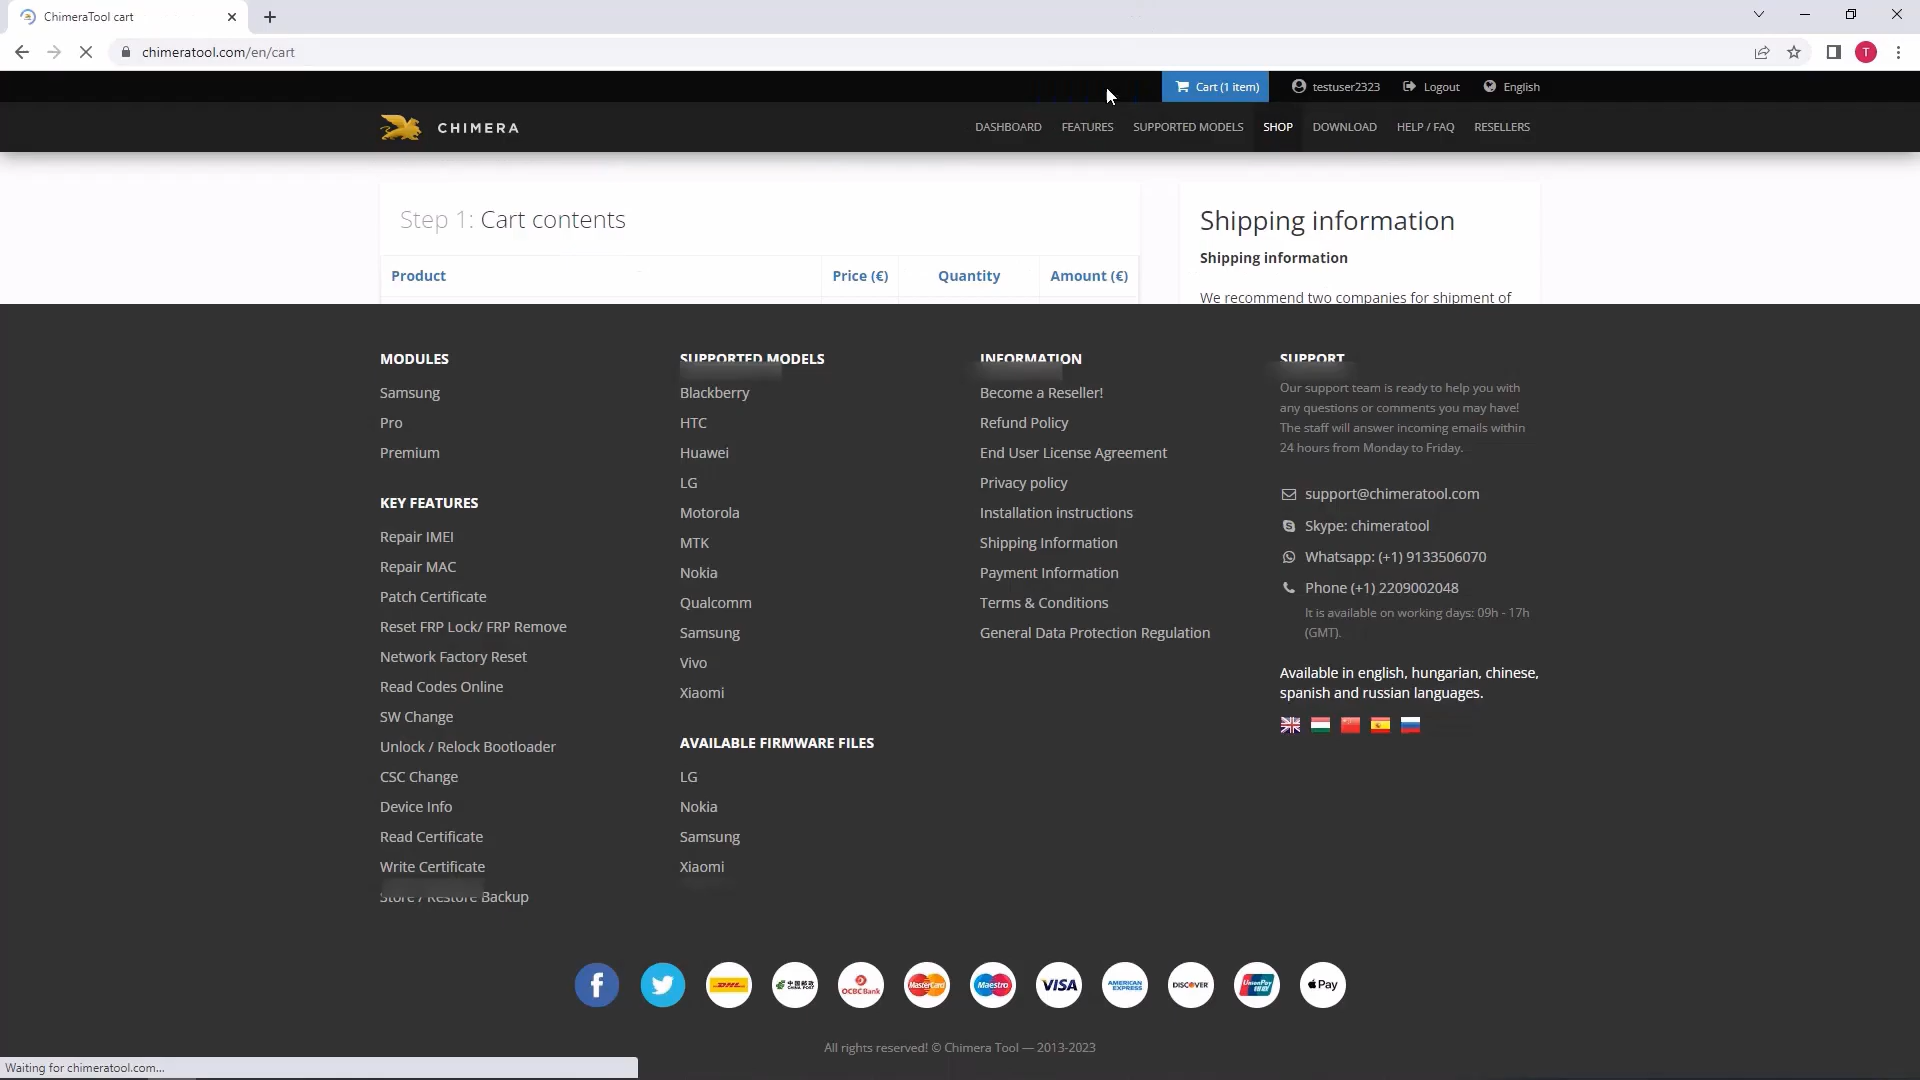 ChimeraTool cart
chimeratool.com/en/cart
T
Cart (1 item)
testuser2323
Logout
English
CHIMERA
DASHBOARD
FEATURES
SUPPORTED MODELS
SHOP
DOWNLOAD
HELP / FAQ
RESELLERS
Step 1: Cart contents
Product
Price (€)
Quantity
Amount (€)
Shipping information
Shipping information
We recommend two companies for shipment of
MODULES
Samsung
Pro
Premium
KEY FEATURES
Repair IMEI
Repair MAC
Patch Certificate
Reset FRP Lock/ FRP Remove
Network Factory Reset
Read Codes Online
SW Change
Unlock / Relock Bootloader
CSC Change
Device Info
Read Certificate
Write Certificate
Store / Restore Backup
SUPPORTED MODELS
Blackberry
HTC
Huawei
LG
Motorola
MTK
Nokia
Qualcomm
Samsung
Vivo
Xiaomi
AVAILABLE FIRMWARE FILES
LG
Nokia
Samsung
Xiaomi
INFORMATION
Become a Reseller!
Refund Policy
End User License Agreement
Privacy policy
Installation instructions
Shipping Information
Payment Information
Terms & Conditions
General Data Protection Regulation
SUPPORT
Our support team is ready to help you with
any questions or comments you may have!
The staff will answer incoming emails within
24 hours from Monday to Friday.
support@chimeratool.com
Skype: chimeratool
Whatsapp: (+1) 9133506070
Phone (+1) 2209002048
It is available on working days: 09h - 17h
(GMT).
Available in english, hungarian, chinese,
spanish and russian languages.
DHL
中国邮政
CHINA POST
OCBC Bank
MasterCard
Maestro
VISA
AMERICAN
EXPRESS
DISCOVER
UnionPay
银联
Pay
All rights reserved! © Chimera Tool — 2013-2023
Waiting for chimeratool.com...